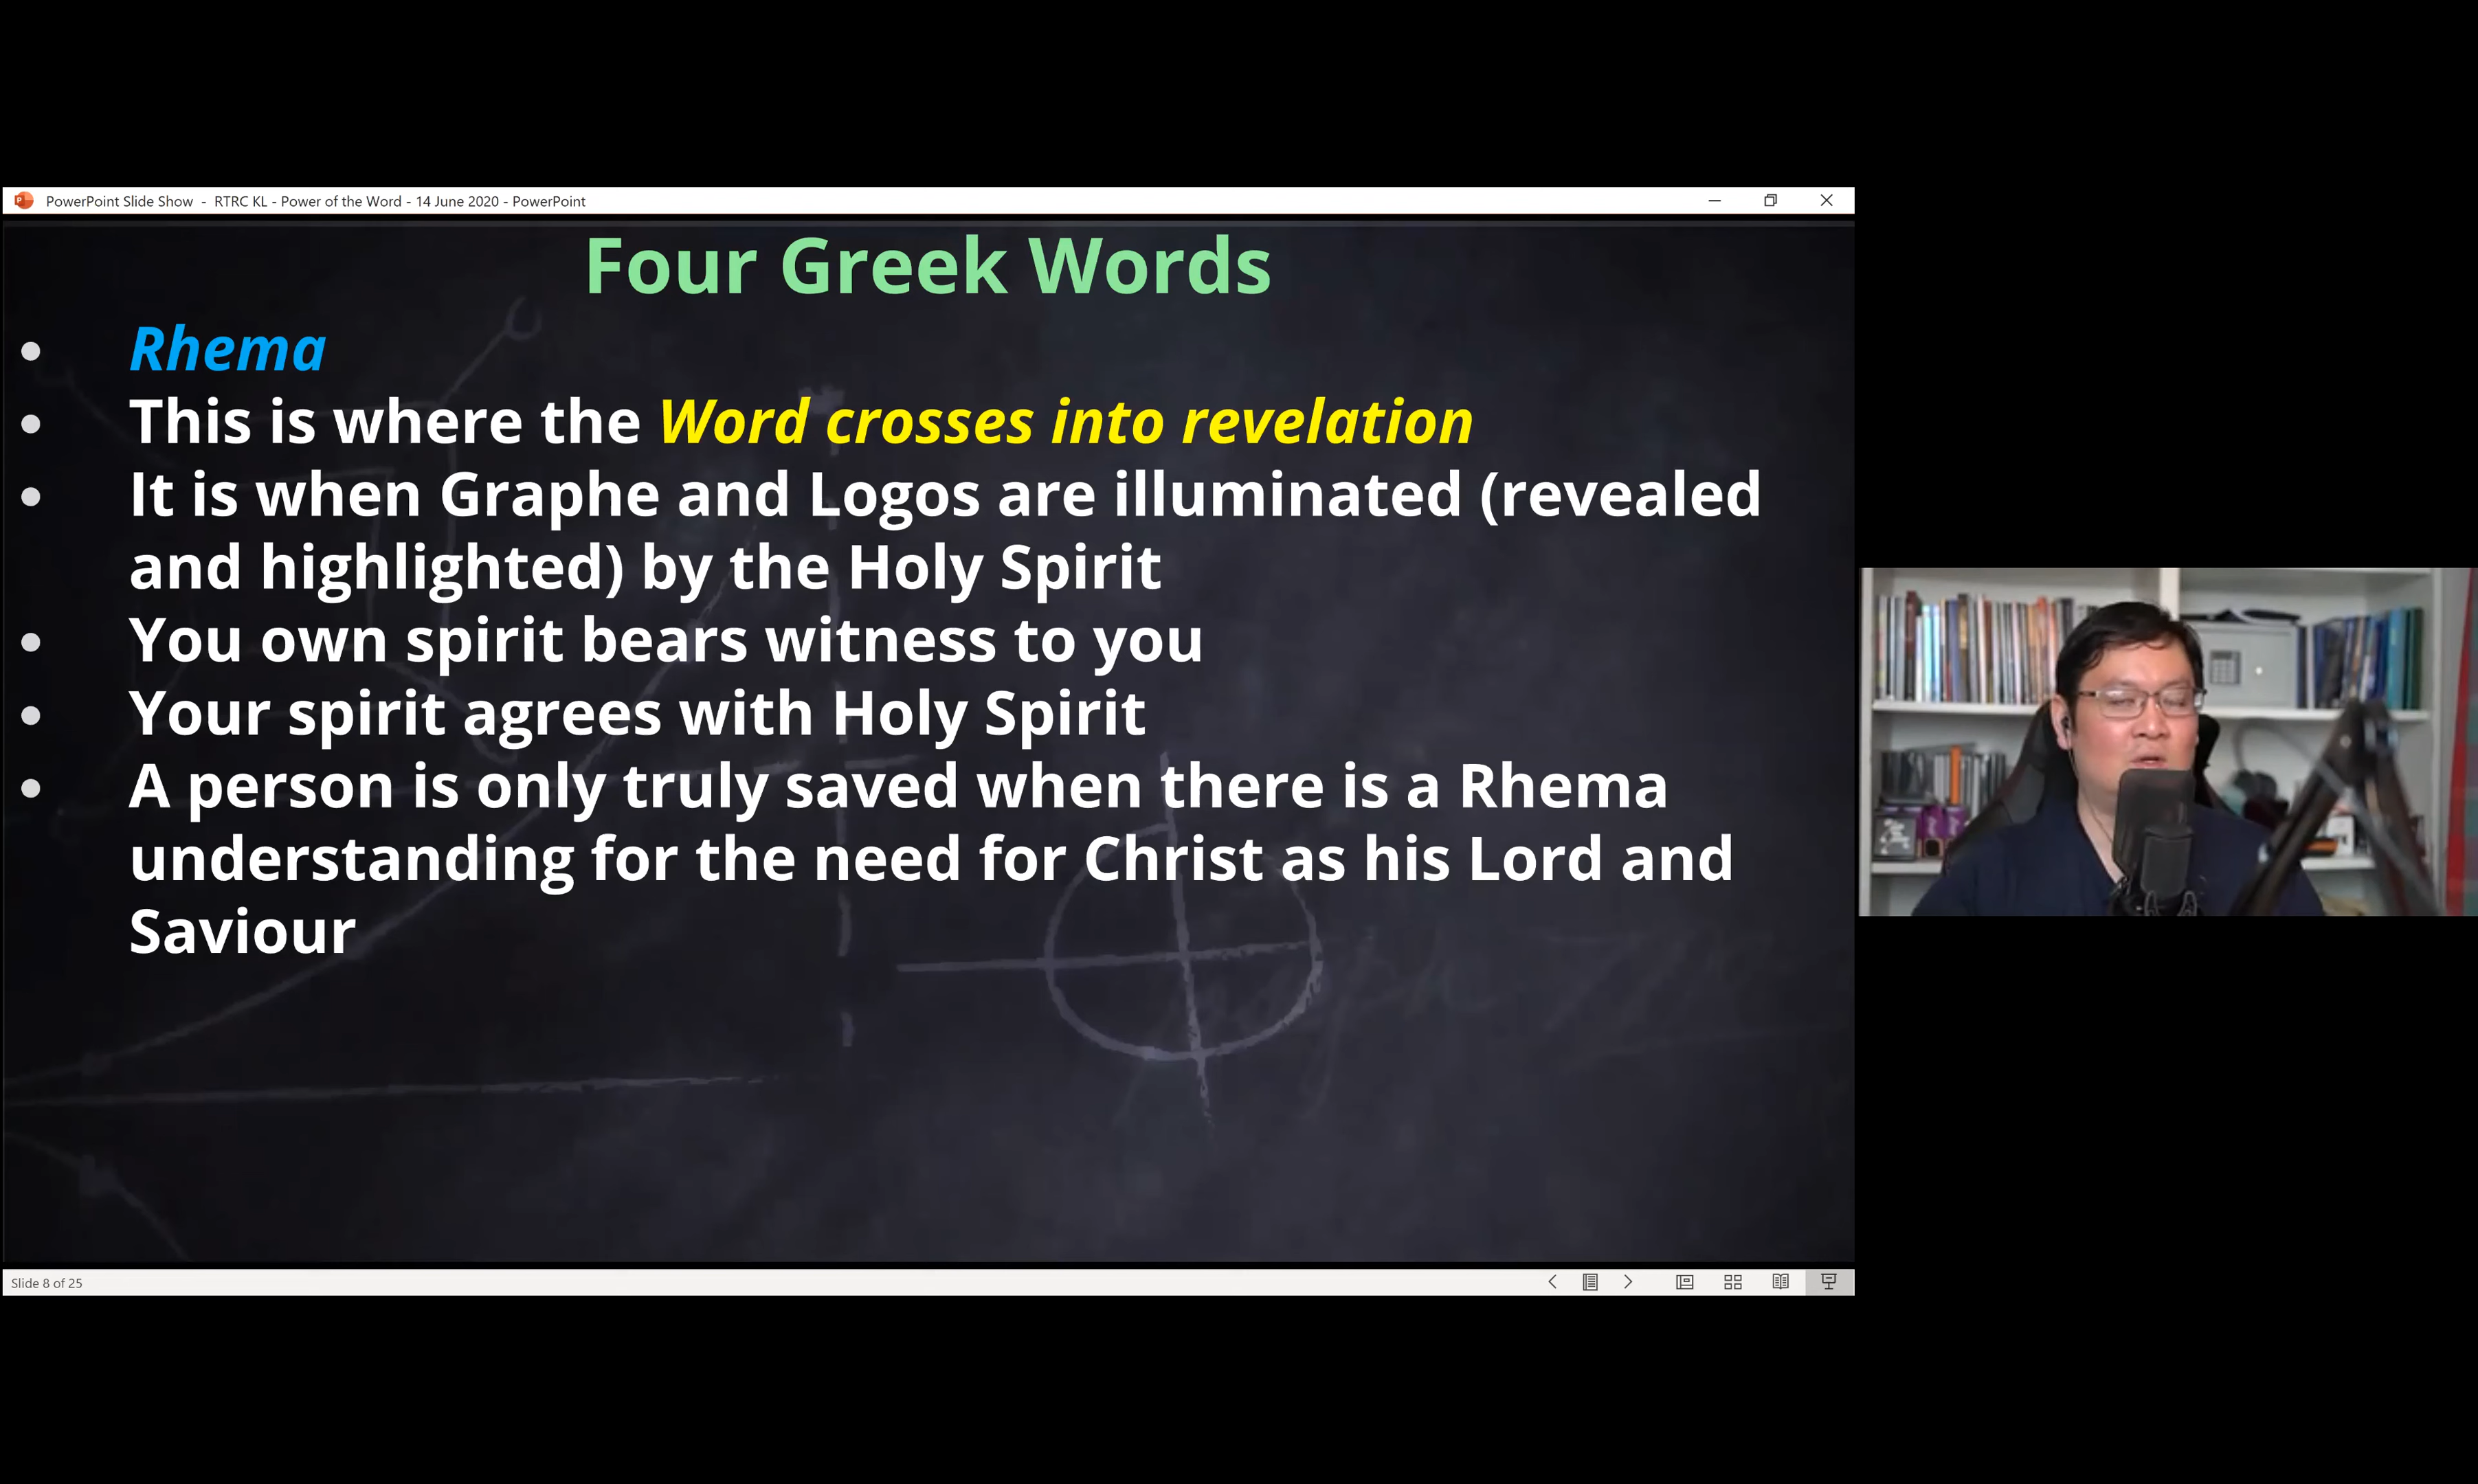 PowerPoint Slide Show - RTRC KL - Power of the Word - 14 June 2020 - PowerPoint
Four Greek Words
Rhema
This is where the Word crosses into revelation
It is when Graphe and Logos are illuminated (revealed
and highlighted) by the Holy Spirit
You own spirit bears witness to you
Your spirit agrees with Holy Spirit
A person is only truly saved when there is a Rhema
understanding for the need for Christ as his Lord and
Saviour
Slide 8 of 25